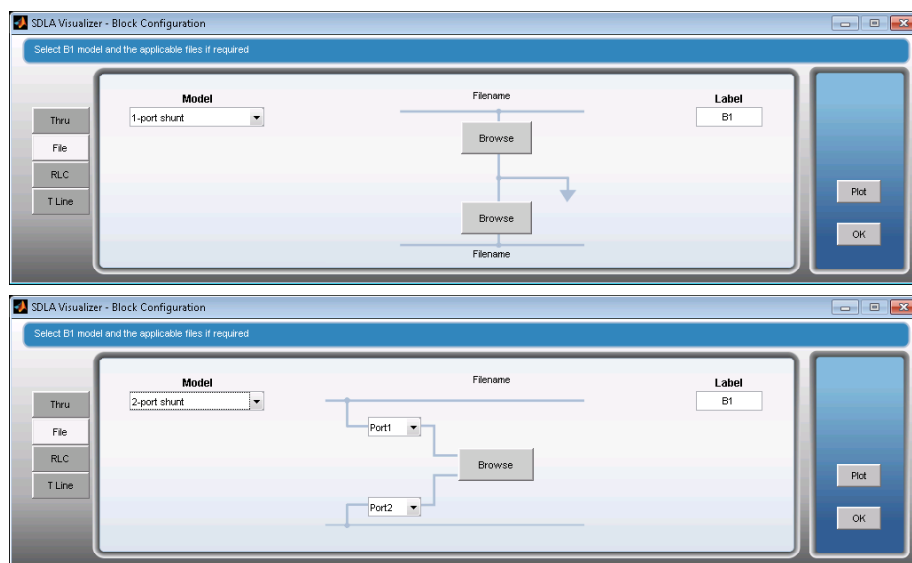 SDLA Visualizer - Block Configuration
Select B1 model and the applicable files if required
Model
Filename
Label
1-port shunt
B1
Thru
File
RLC
T Line
Browse
Browse
Filename
Plot
OK
SDLA Visualizer - Block Configuration
Select B1 model and the applicable files if required
Model
Filename
Label
2-port shunt
B1
Thru
File
RLC
T Line
Port1
Browse
Port2
Plot
OK